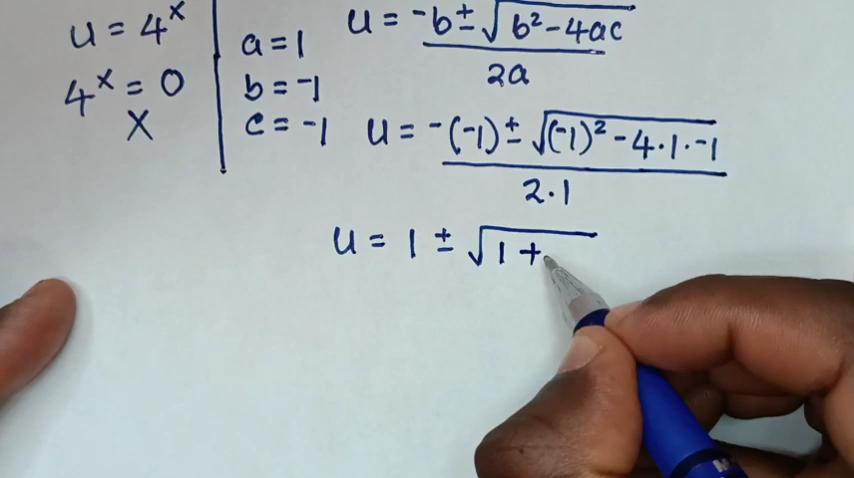 u = 4^x
4^x = 0
X
a = 1
b = -1
c = -1
u = -b ± √(b² - 4ac)
2a
u = -(-1) ± √((-1)² - 4·1·-1)
2·1
u = 1 ± √(1 +